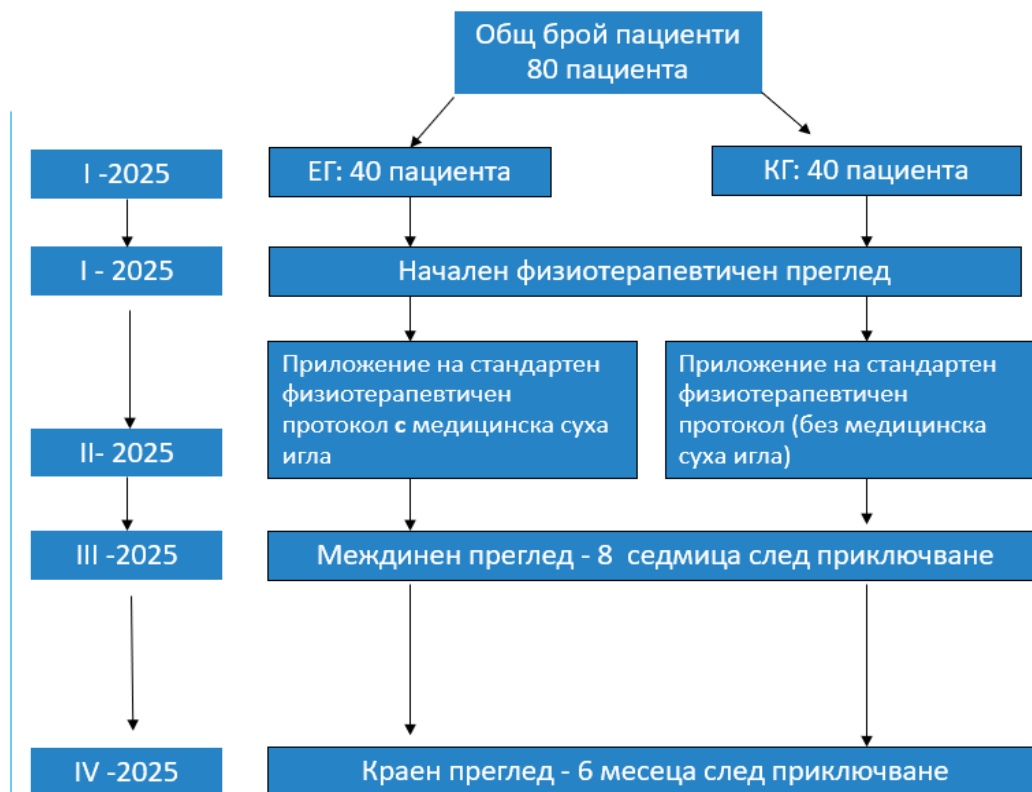 Общ брой пациенти
80 пациента
I -2025
ЕГ: 40 пациента
КГ: 40 пациента
I - 2025
Начален физиотерапевтичен преглед
Приложение на стандартен
физиотерапевтичен
протокол с медицинска суха
игла
Приложение на стандартен
физиотерапевтичен
протокол (без медицинска
суха игла)
II- 2025
III -2025
Междинен преглед - 8  седмица след приключване
IV -2025
Краен преглед - 6 месеца след приключване